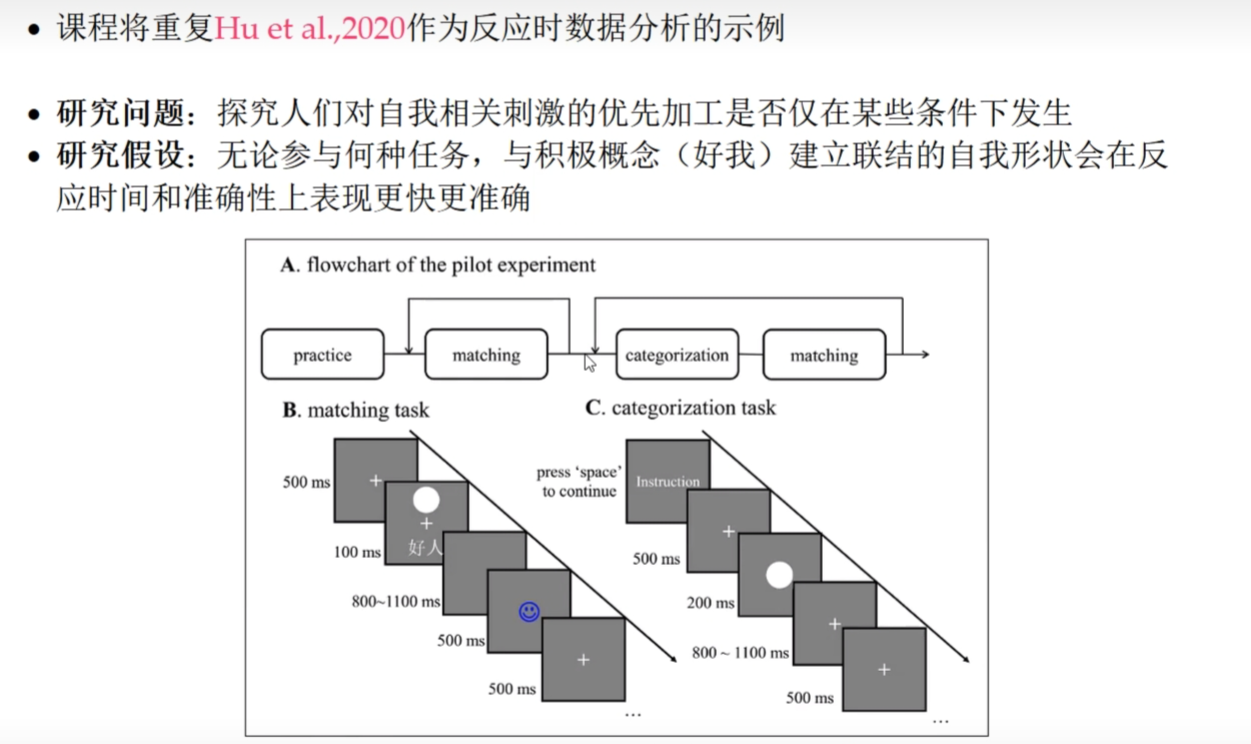 • 课程将重复Hu et al.,2020作为反应时数据分析的示例
• 研究问题：探究人们对自我相关刺激的优先加工是否仅在某些条件下发生
• 研究假设：无论参与何种任务，与积极概念（好我）建立联结的自我形状会在反
应时间和准确性上表现更快更准确
A. flowchart of the pilot experiment
practice
matching
categorization
matching
B. matching task
500 ms
+
+
好人
100 ms
800~1100 ms
500 ms
+
500 ms
...
C. categorization task
press ‘space’
to continue
Instruction
+
500 ms
200 ms
+
800 ~ 1100 ms
+
500 ms
...